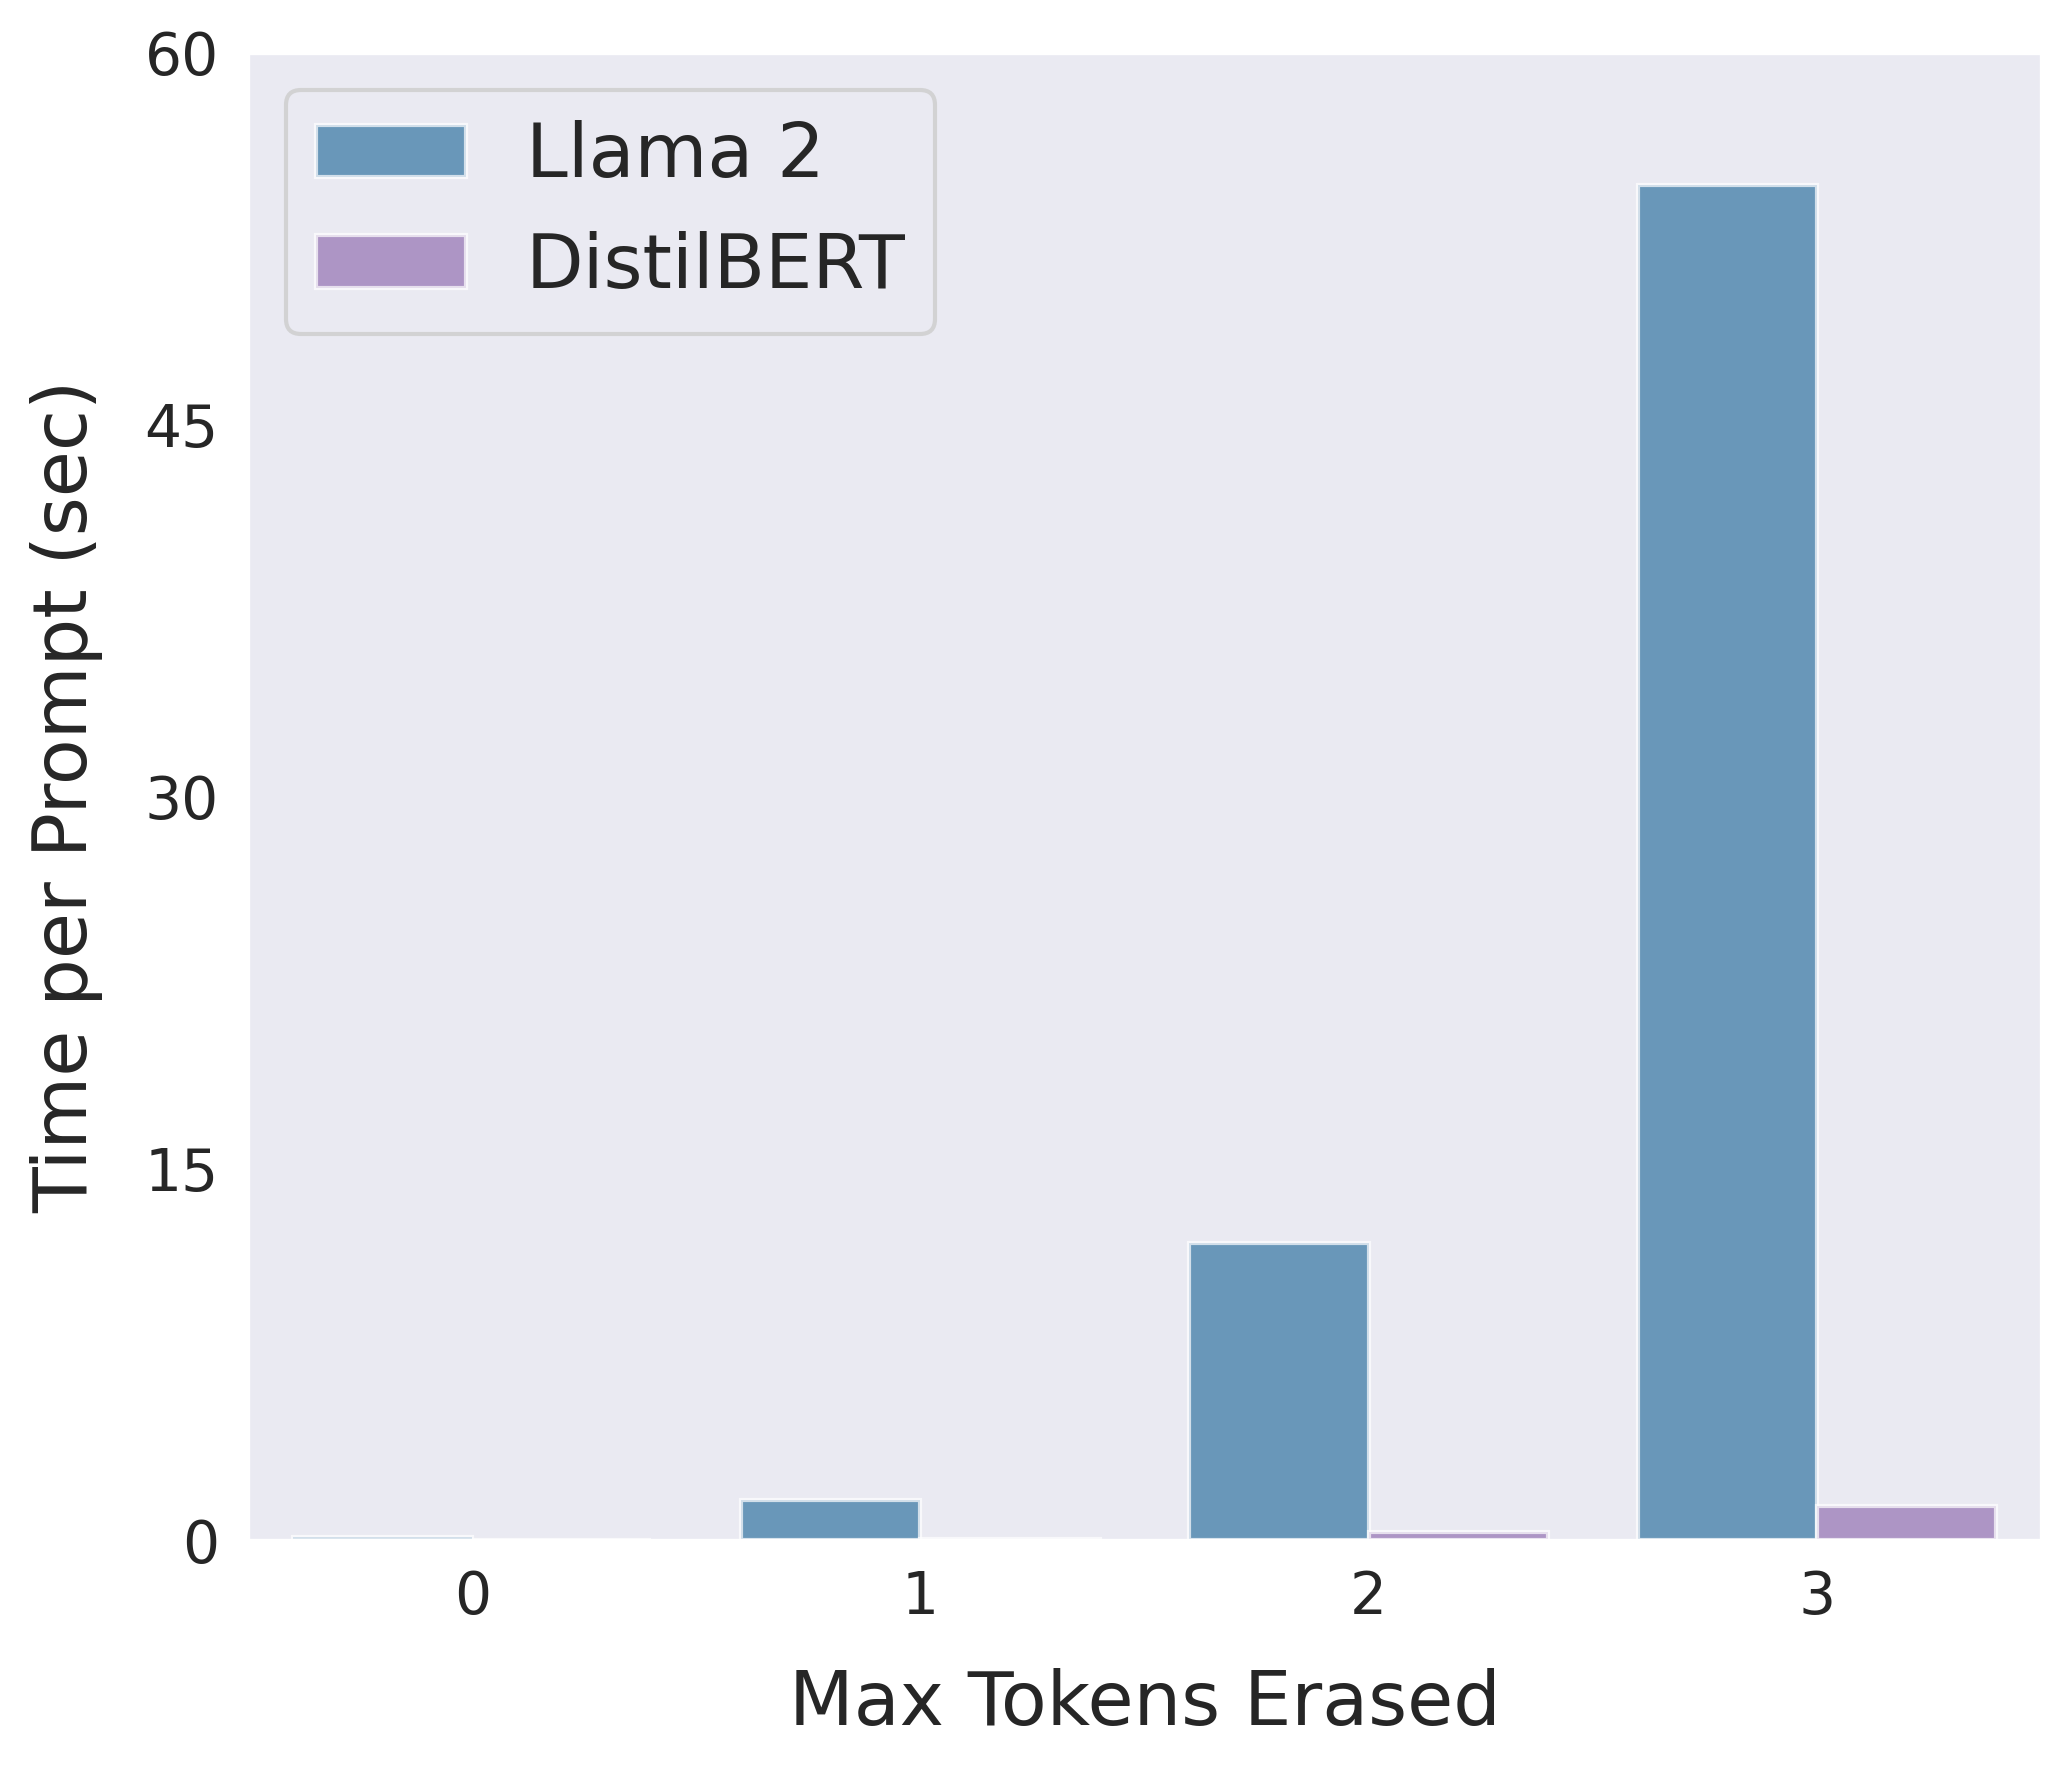 60
45
30
15
0
Time per Prompt (sec)
Llama 2
DistilBERT
0 1 2 3
Max Tokens Erased